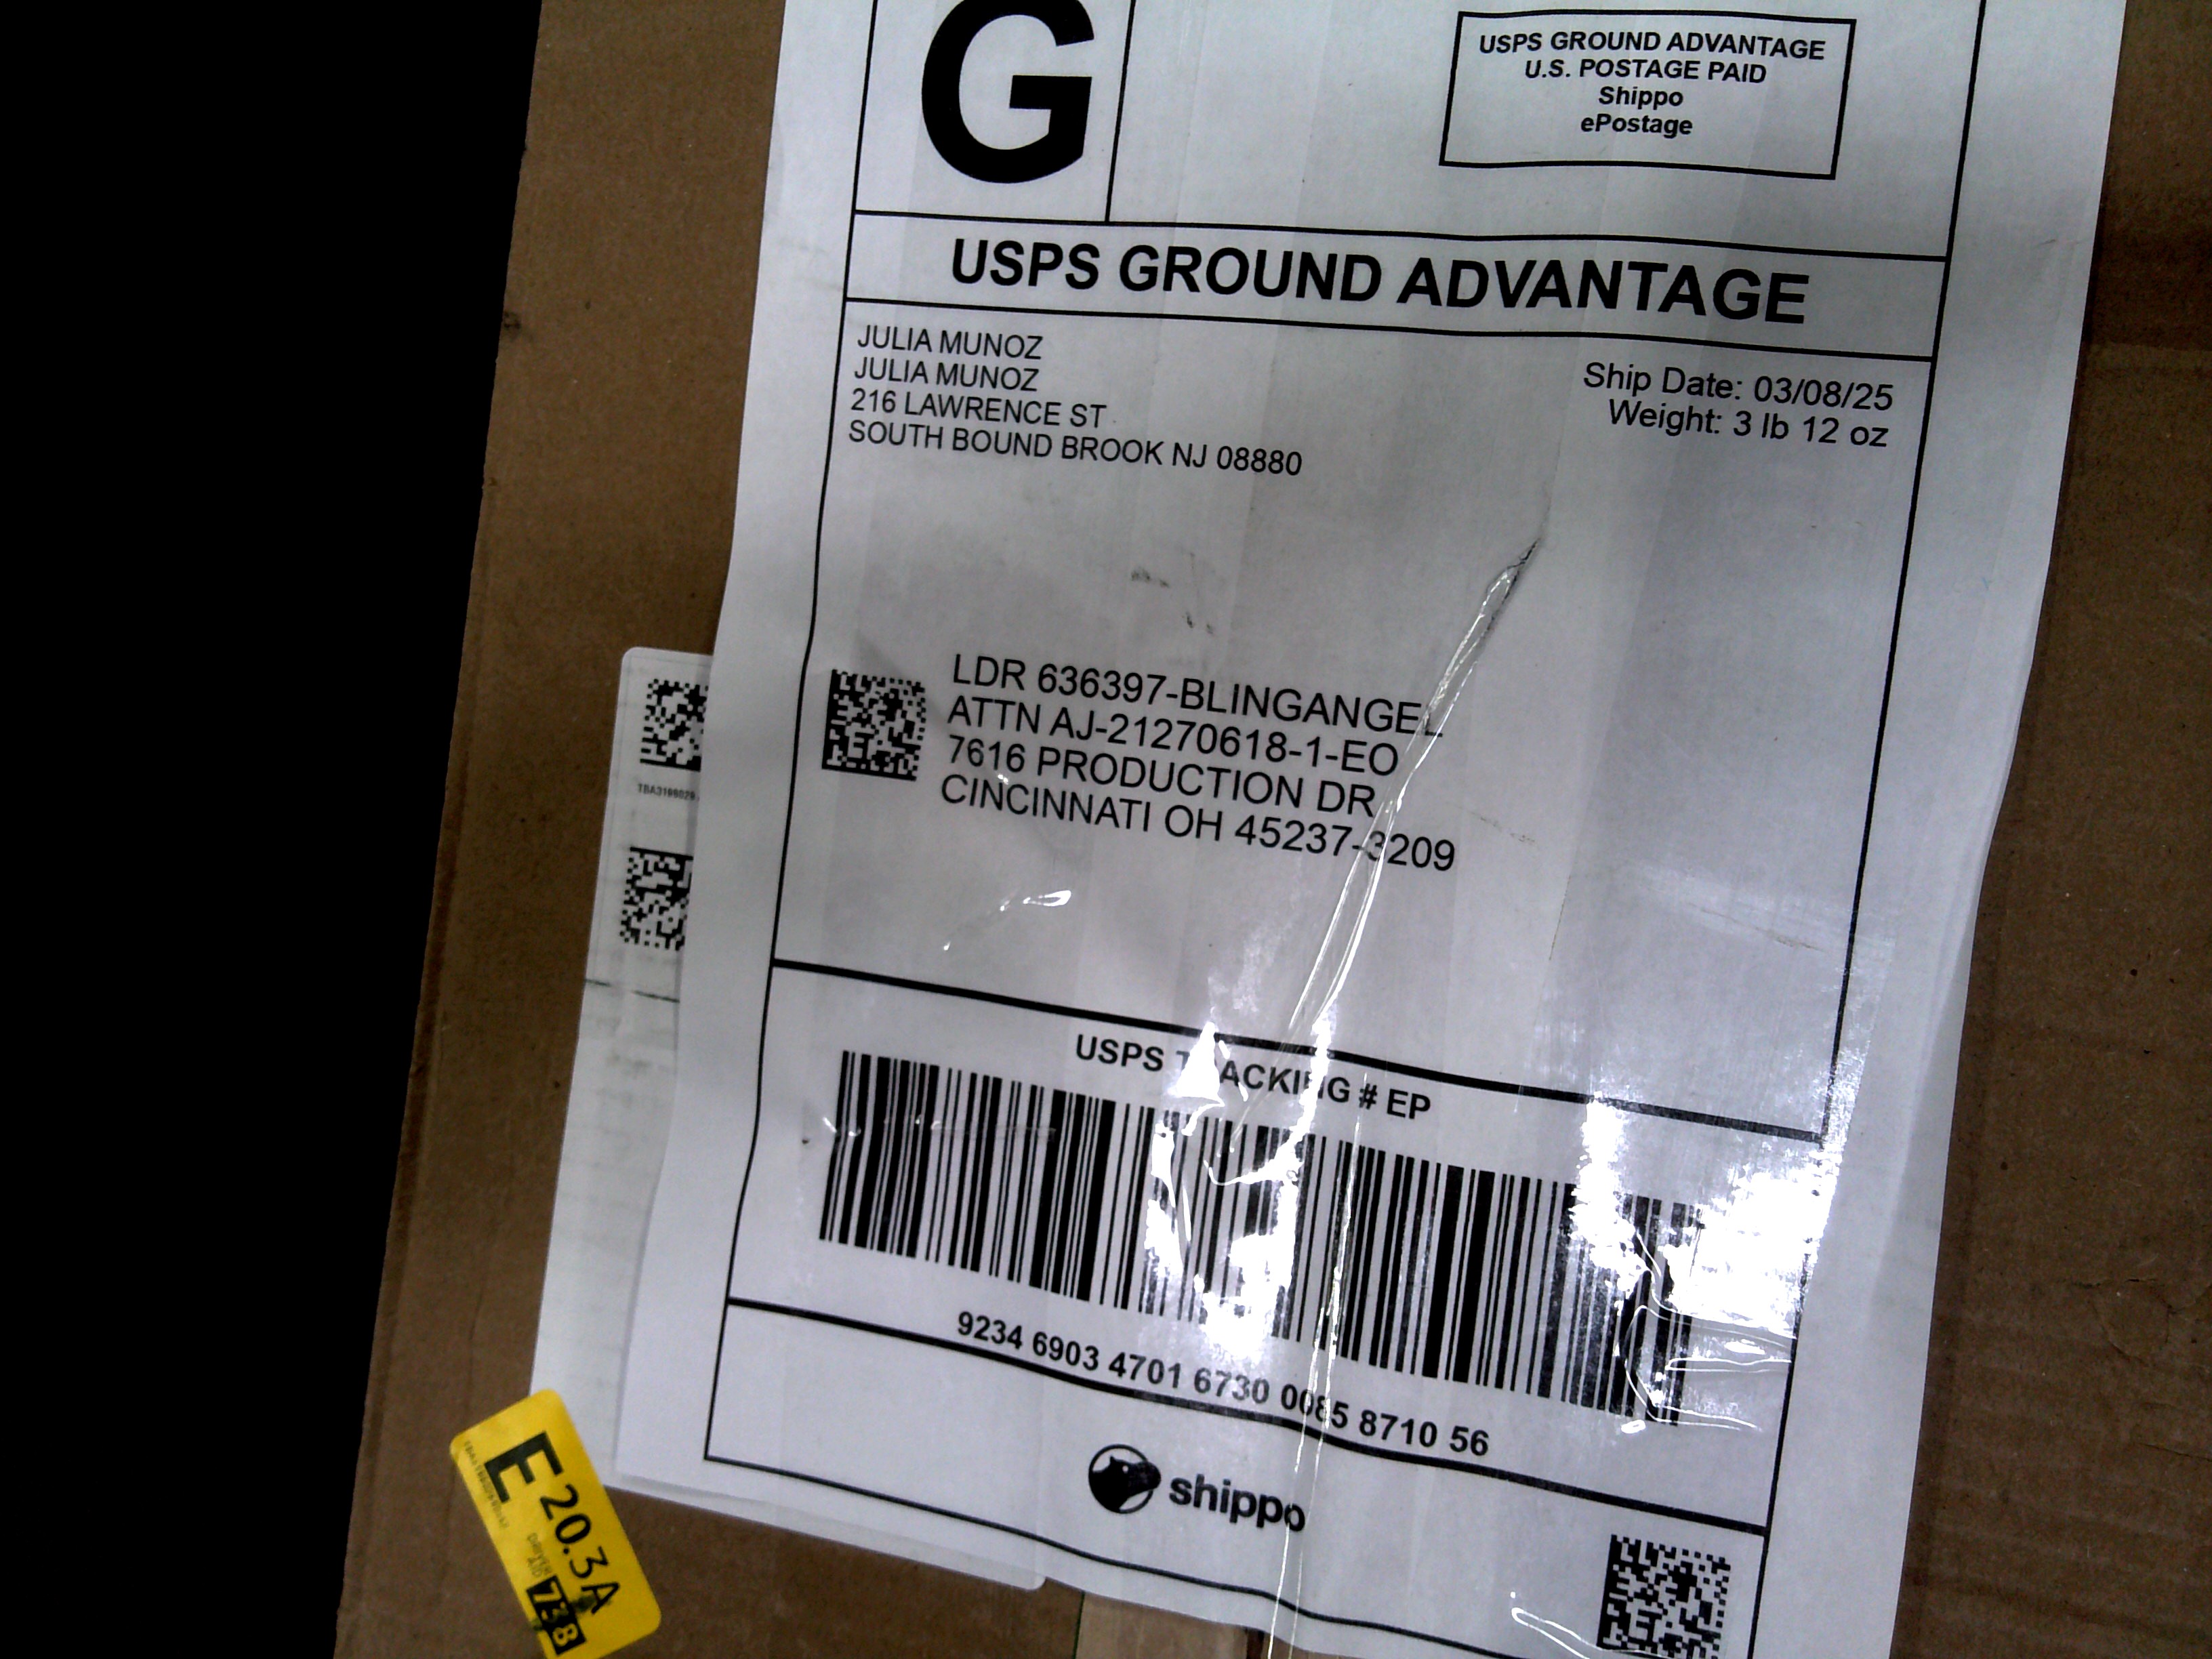 G
USPS GROUND ADVANTAGE
U.S. POSTAGE PAID
Shippo
ePostage
USPS GROUND ADVANTAGE
JULIA MUNOZ
JULIA MUNOZ
216 LAWRENCE ST
SOUTH BOUND BROOK NJ 08880
Ship Date: 03/08/25
Weight: 3 lb 12 oz
LDR 636397-BLINGANGEL
ATTN AJ-21270618-1-EO
7616 PRODUCTION DR
CINCINNATI OH 45237-3209
USPS TRACKING # EP
9234 6903 4701 6730 0085 8710 56
shippo
E20.3A